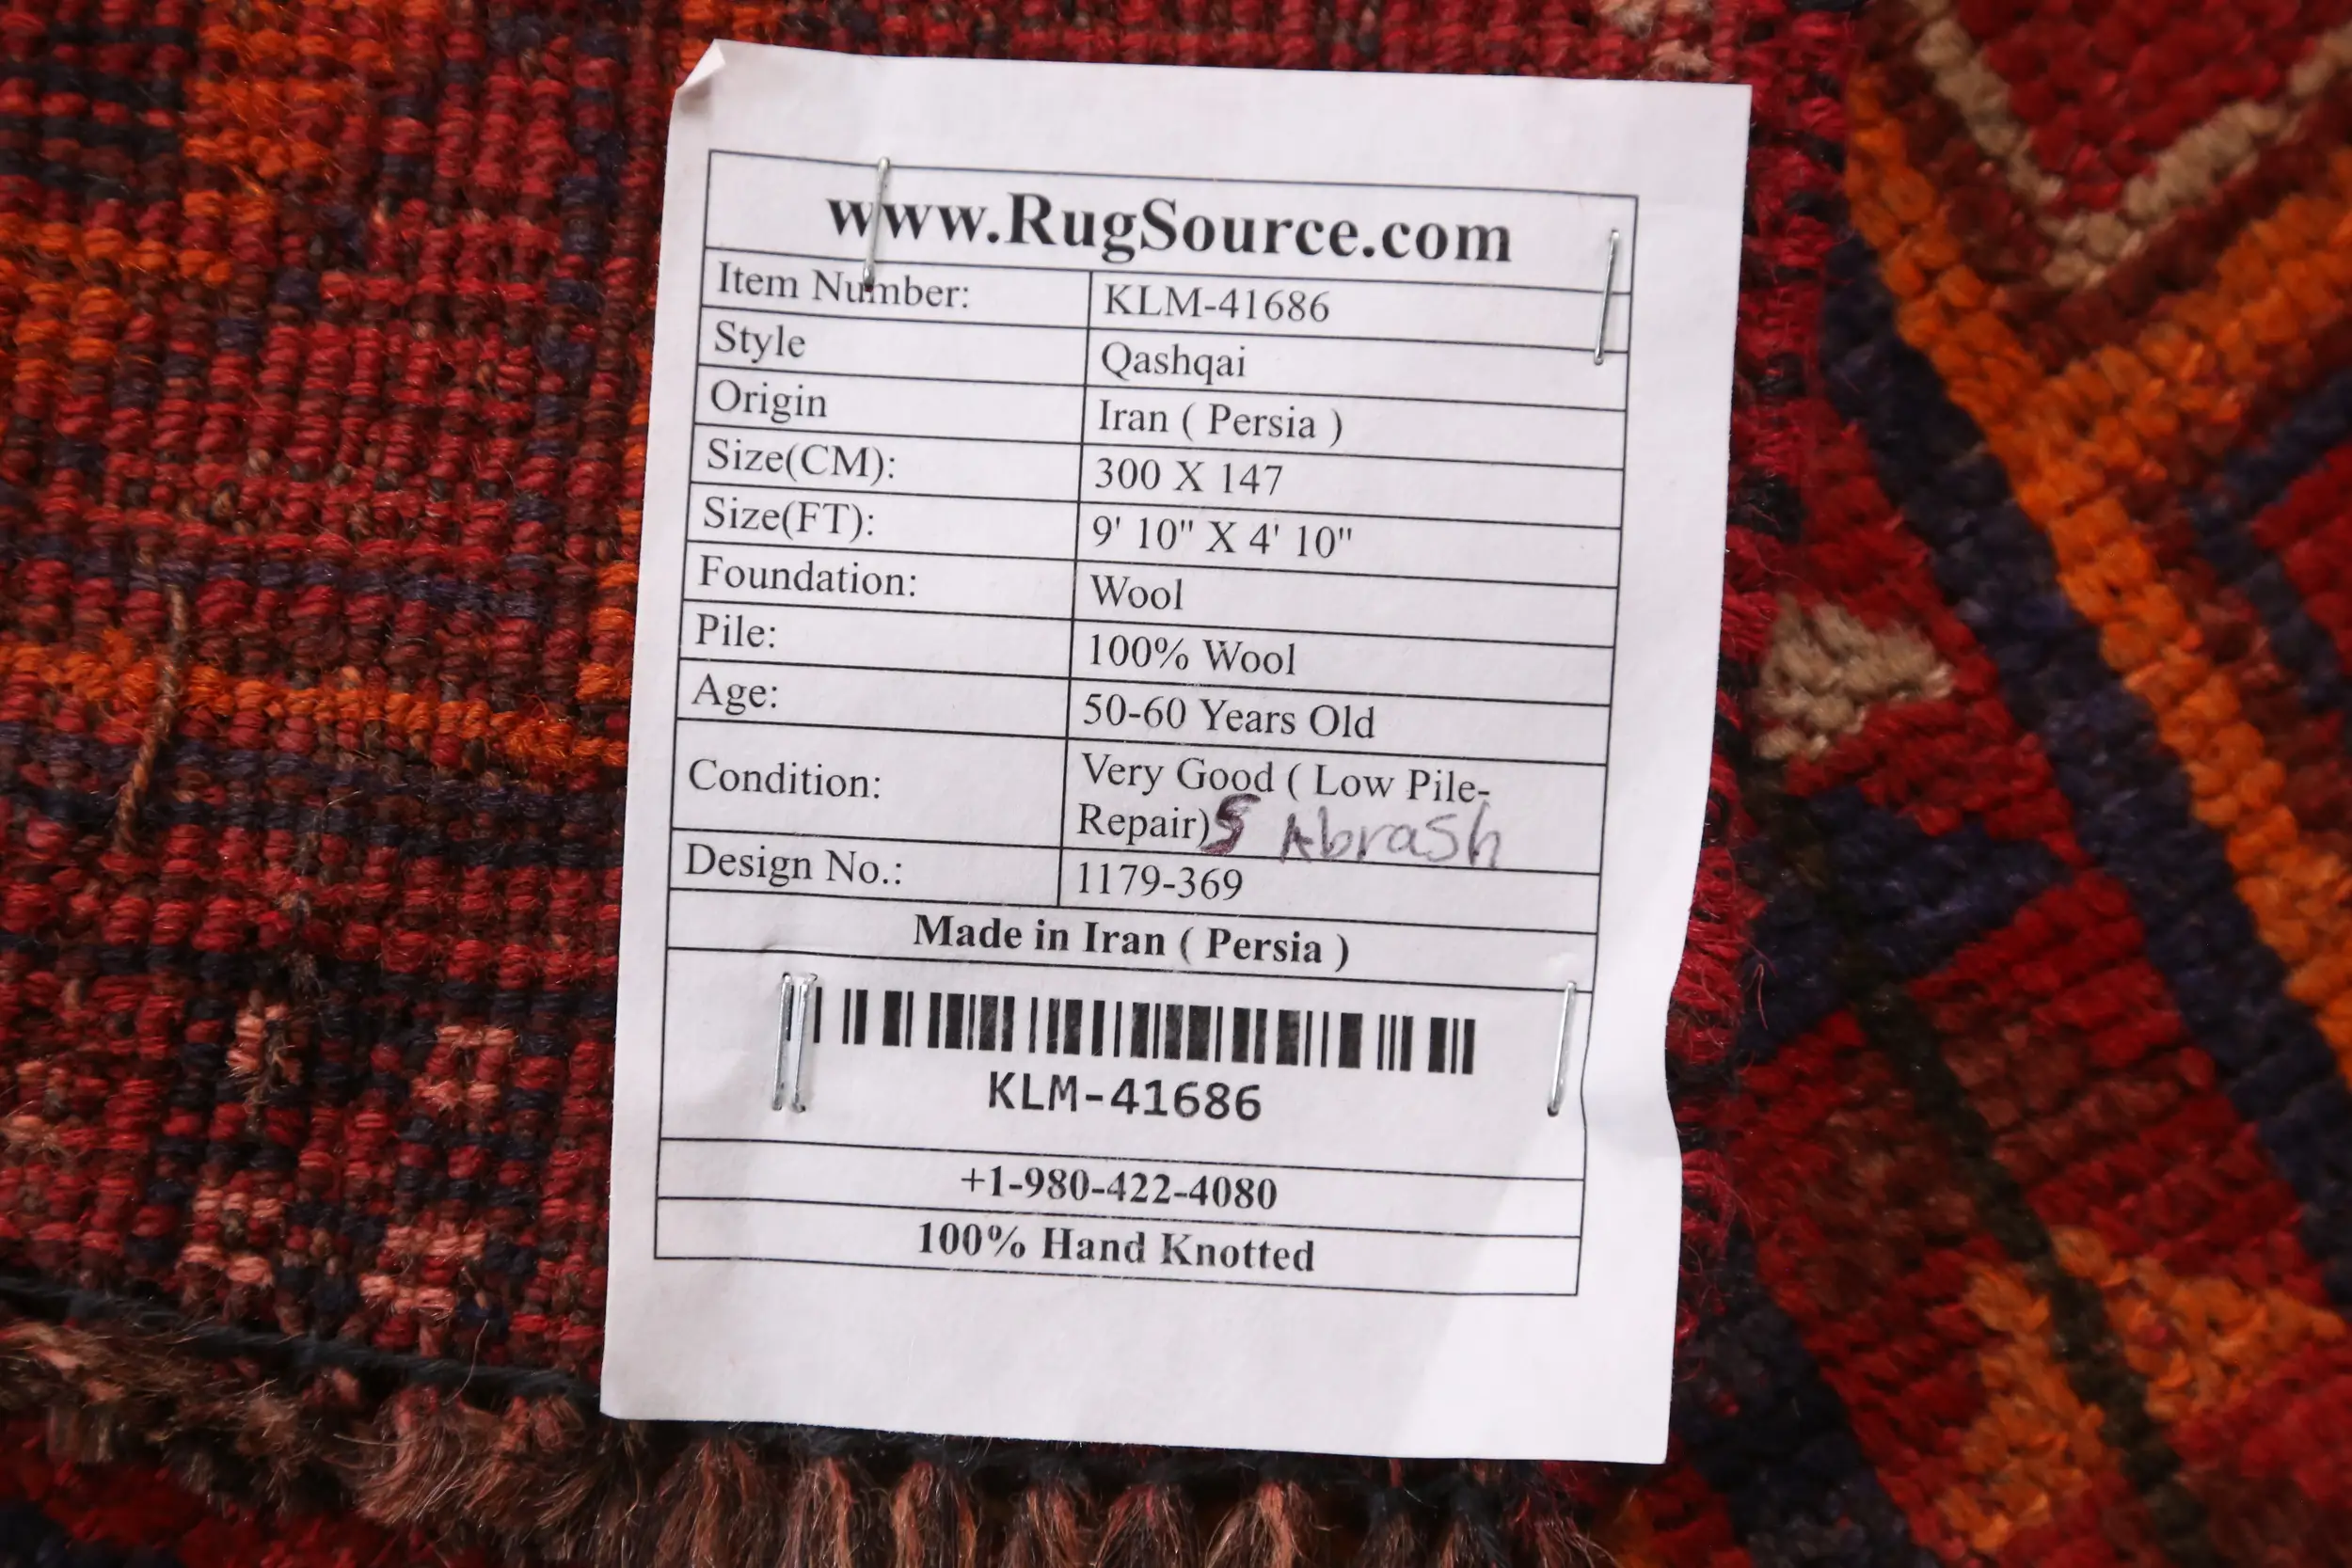 www.RugSource.com
Item Number: KLM-41686
Style Qashqai
Origin Iran ( Persia )
Size(CM): 300 X 147
Size(FT): 9' 10" X 4' 10"
Foundation: Wool
Pile: 100% Wool
Age: 50-60 Years Old
Condition: Very Good ( Low Pile-
Repair)s Abrash
Design No.: 1179-369
Made in Iran ( Persia )
KLM-41686
+1-980-422-4080
100% Hand Knotted